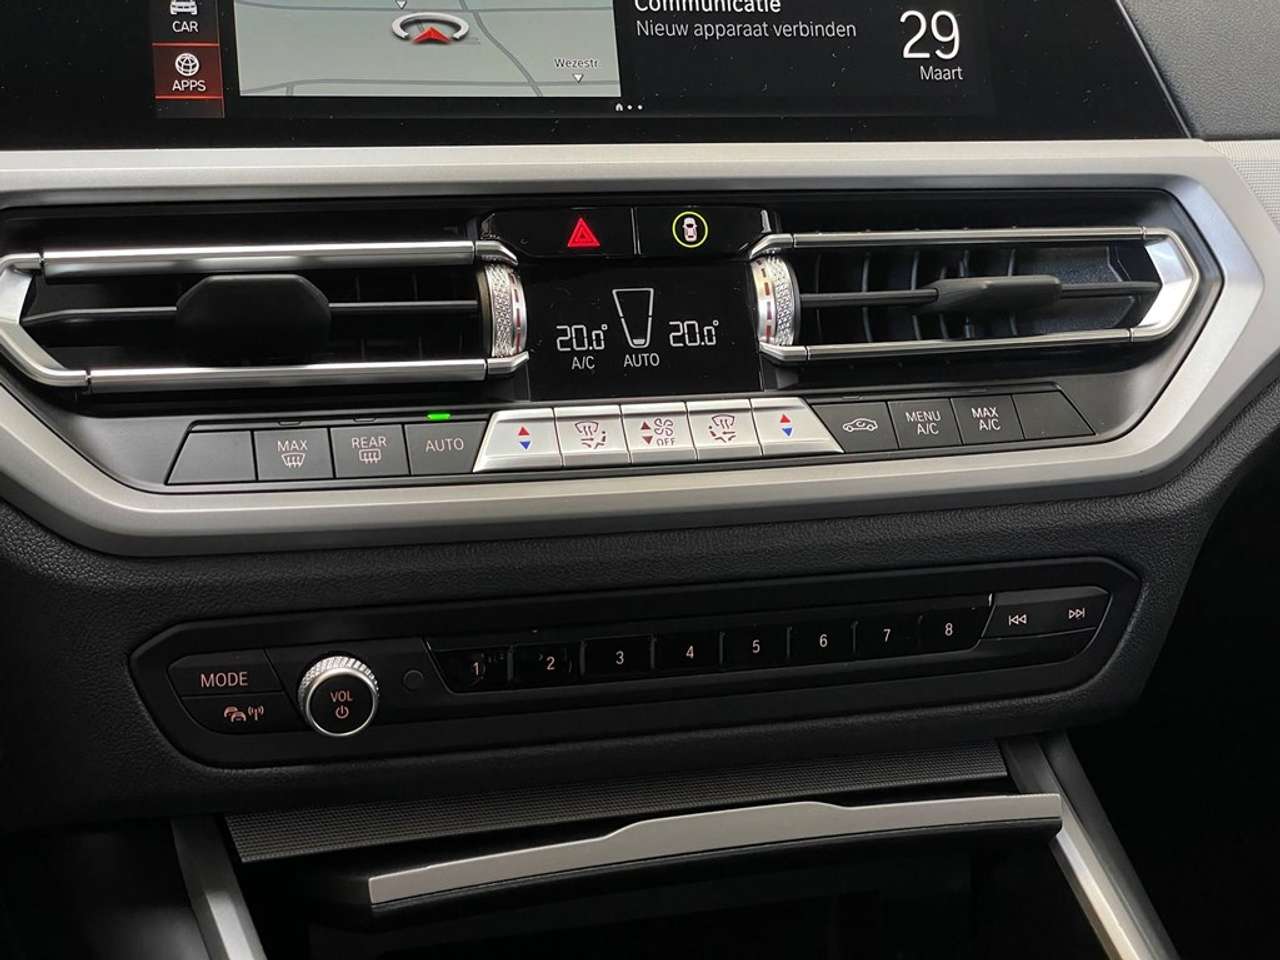 CAR
APPS
Wezestr.
Communicatie
Nieuw apparaat verbinden
29
Maart
20.0° 20.0°
A/C AUTO
MAX
REAR
AUTO
OFF
MENU
A/C
MAX
A/C
MODE
VOL
1 2 3 4 5 6 7 8